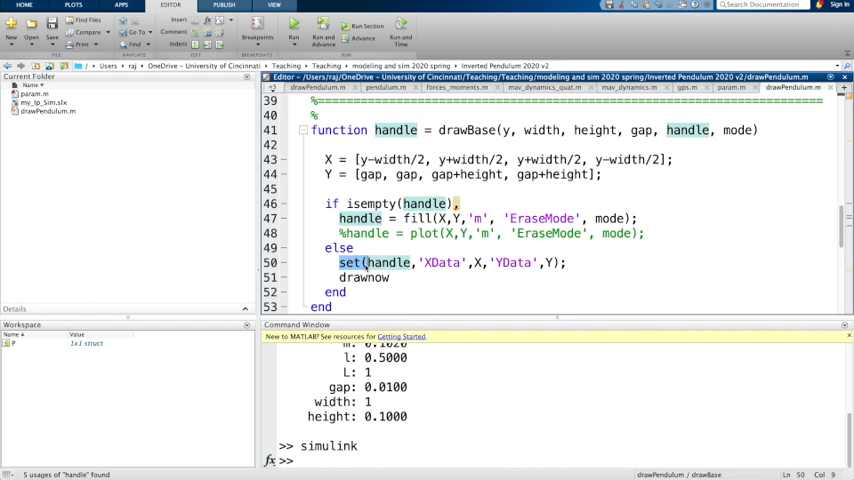 HOME PLOTS APPS EDITOR PUBLISH VIEW Search Documentation Sign In
New Open Save Find Files Compare Print Go To Find Insert Comment Indent Breakpoints Run Run and Advance Run Section Advance Run and Time
FILE NAVIGATE EDIT BREAKPOINTS RUN
/ Users raj OneDrive - University of Cincinnati Teaching Teaching modeling and sim 2020 spring Inverted Pendulum 2020 v2
Current Folder
Name
param.m
my_Ip_Sim.slx
drawPendulum.m
Details
Workspace
Name Value
P 1x1 struct
Editor - /Users/raj/OneDrive - University of Cincinnati/Teaching/Teaching/modeling and sim 2020 spring/Inverted Pendulum 2020 v2/drawPendulum.m
drawPendulum.m pendulum.m forces_moments.m mav_dynamics_quat.m mav_dynamics.m gps.m param.m drawPendulum.m
39 %=======================================================================
40 %
41 function handle = drawBase(y, width, height, gap, handle, mode)
42
43 X = [y-width/2, y+width/2, y+width/2, y-width/2];
44 Y = [gap, gap, gap+height, gap+height];
45
46 if isempty(handle),
47 handle = fill(X,Y,'m', 'EraseMode', mode);
48 %handle = plot(X,Y,'m', 'EraseMode', mode);
49 else
50 set(handle,'XData',X,'YData',Y);
51 drawnow
52 end
53 end
Command Window
New to MATLAB? See resources for Getting Started.
m: 0.1020
l: 0.5000
L: 1
gap: 0.0100
width: 1
height: 0.1000
>> simulink
fx >>
5 usages of "handle" found
drawPendulum / drawBase Ln 50 Col 9